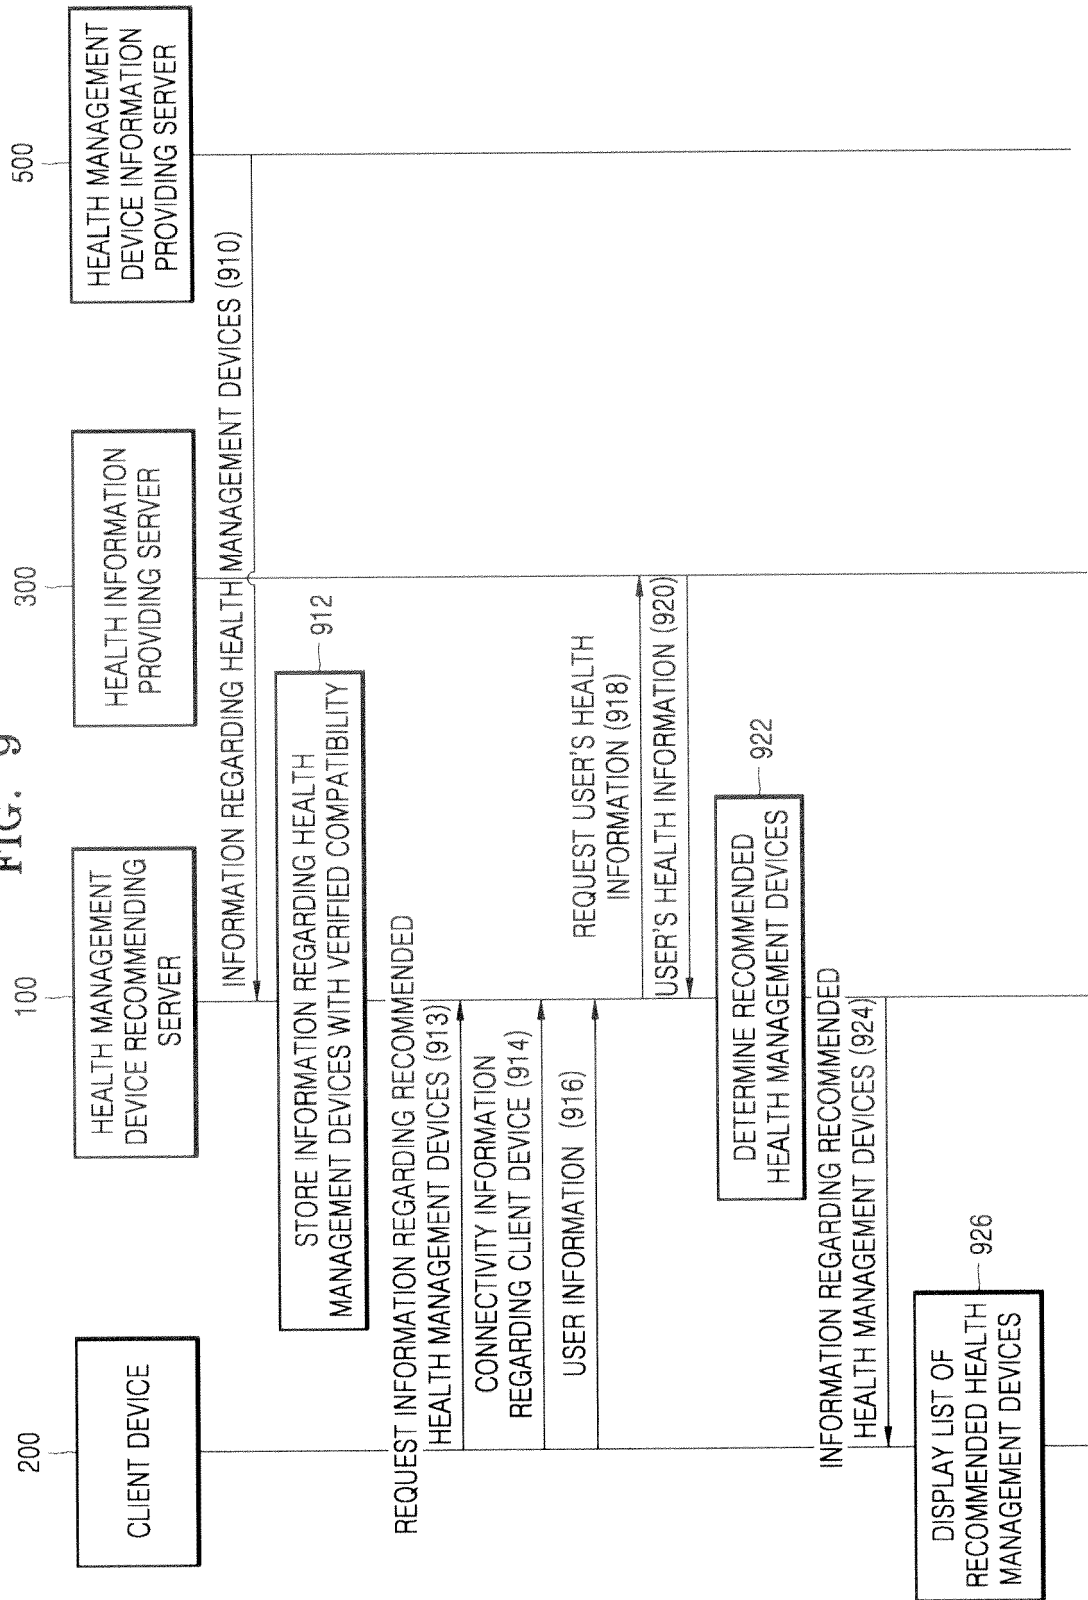 FIG. 9
200
CLIENT DEVICE
100
HEALTH MANAGEMENT
DEVICE RECOMMENDING
SERVER
300
HEALTH INFORMATION
PROVIDING SERVER
500
HEALTH MANAGEMENT
DEVICE INFORMATION
PROVIDING SERVER
INFORMATION REGARDING HEALTH MANAGEMENT DEVICES (910)
STORE INFORMATION REGARDING HEALTH
MANAGEMENT DEVICES WITH VERIFIED COMPATIBILITY
912
REQUEST INFORMATION REGARDING RECOMMENDED
HEALTH MANAGEMENT DEVICES (913)
CONNECTIVITY INFORMATION
REGARDING CLIENT DEVICE (914)
USER INFORMATION (916)
REQUEST USER'S HEALTH
INFORMATION (918)
USER'S HEALTH INFORMATION (920)
DETERMINE RECOMMENDED
HEALTH MANAGEMENT DEVICES
922
INFORMATION REGARDING RECOMMENDED
HEALTH MANAGEMENT DEVICES (924)
DISPLAY LIST OF
RECOMMENDED HEALTH
MANAGEMENT DEVICES
926